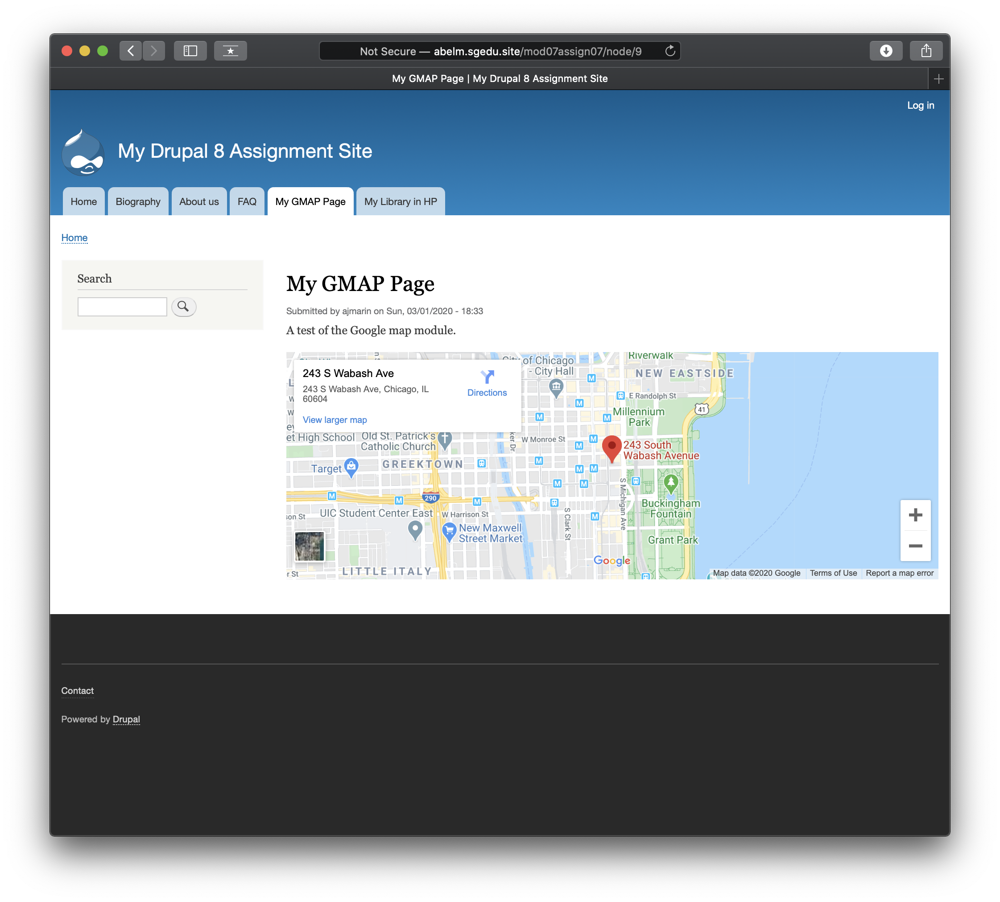 Not Secure — abelm.sgedu.site/mod07assign07/node/9
My GMAP Page | My Drupal 8 Assignment Site
Log in
My Drupal 8 Assignment Site
Home
Biography
About us
FAQ
My GMAP Page
My Library in HP
Home
Search
My GMAP Page
Submitted by ajmarin on Sun, 03/01/2020 - 18:33
A test of the Google map module.
243 S Wabash Ave
243 S Wabash Ave, Chicago, IL
60604
Directions
View larger map
City of Chicago
- City Hall
Riverwalk
NEW EASTSIDE
E Randolph St
41
Millennium
Park
et High School
Old St. Patrick's
Catholic Church
ker Dr
W Monroe St
243 South
Wabash Avenue
Target
GREEKTOWN
290
S Michigan Ave
Buckingham
Fountain
son St
UIC Student Center East
W Harrison St
S Clark St
New Maxwell
Street Market
Grant Park
Google
LITTLE ITALY
r St
Map data ©2020 Google
Terms of Use
Report a map error
Contact
Powered by Drupal